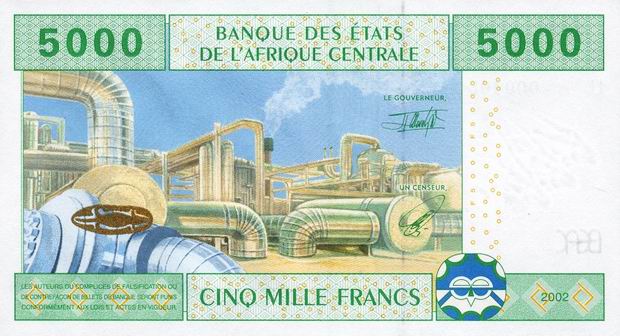 5000
BANQUE DES ÉTATS
DE L'AFRIQUE CENTRALE
5000
LE GOUVERNEUR,
UN CENSEUR,
LES AUTEURS OU COMPLICES DE FALSIFICATION OU
DE CONTREFAÇON DE BILLETS DE BANQUE SERONT PUNIS
CONFORMÉMENT AUX LOIS ET ACTES EN VIGUEUR.
CINQ MILLE FRANCS
2002